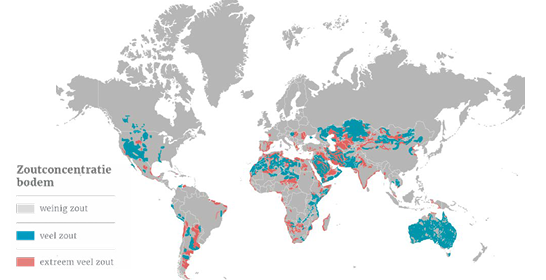 Zoutconcentratie
bodem
weinig zout
veel zout
extreem veel zout